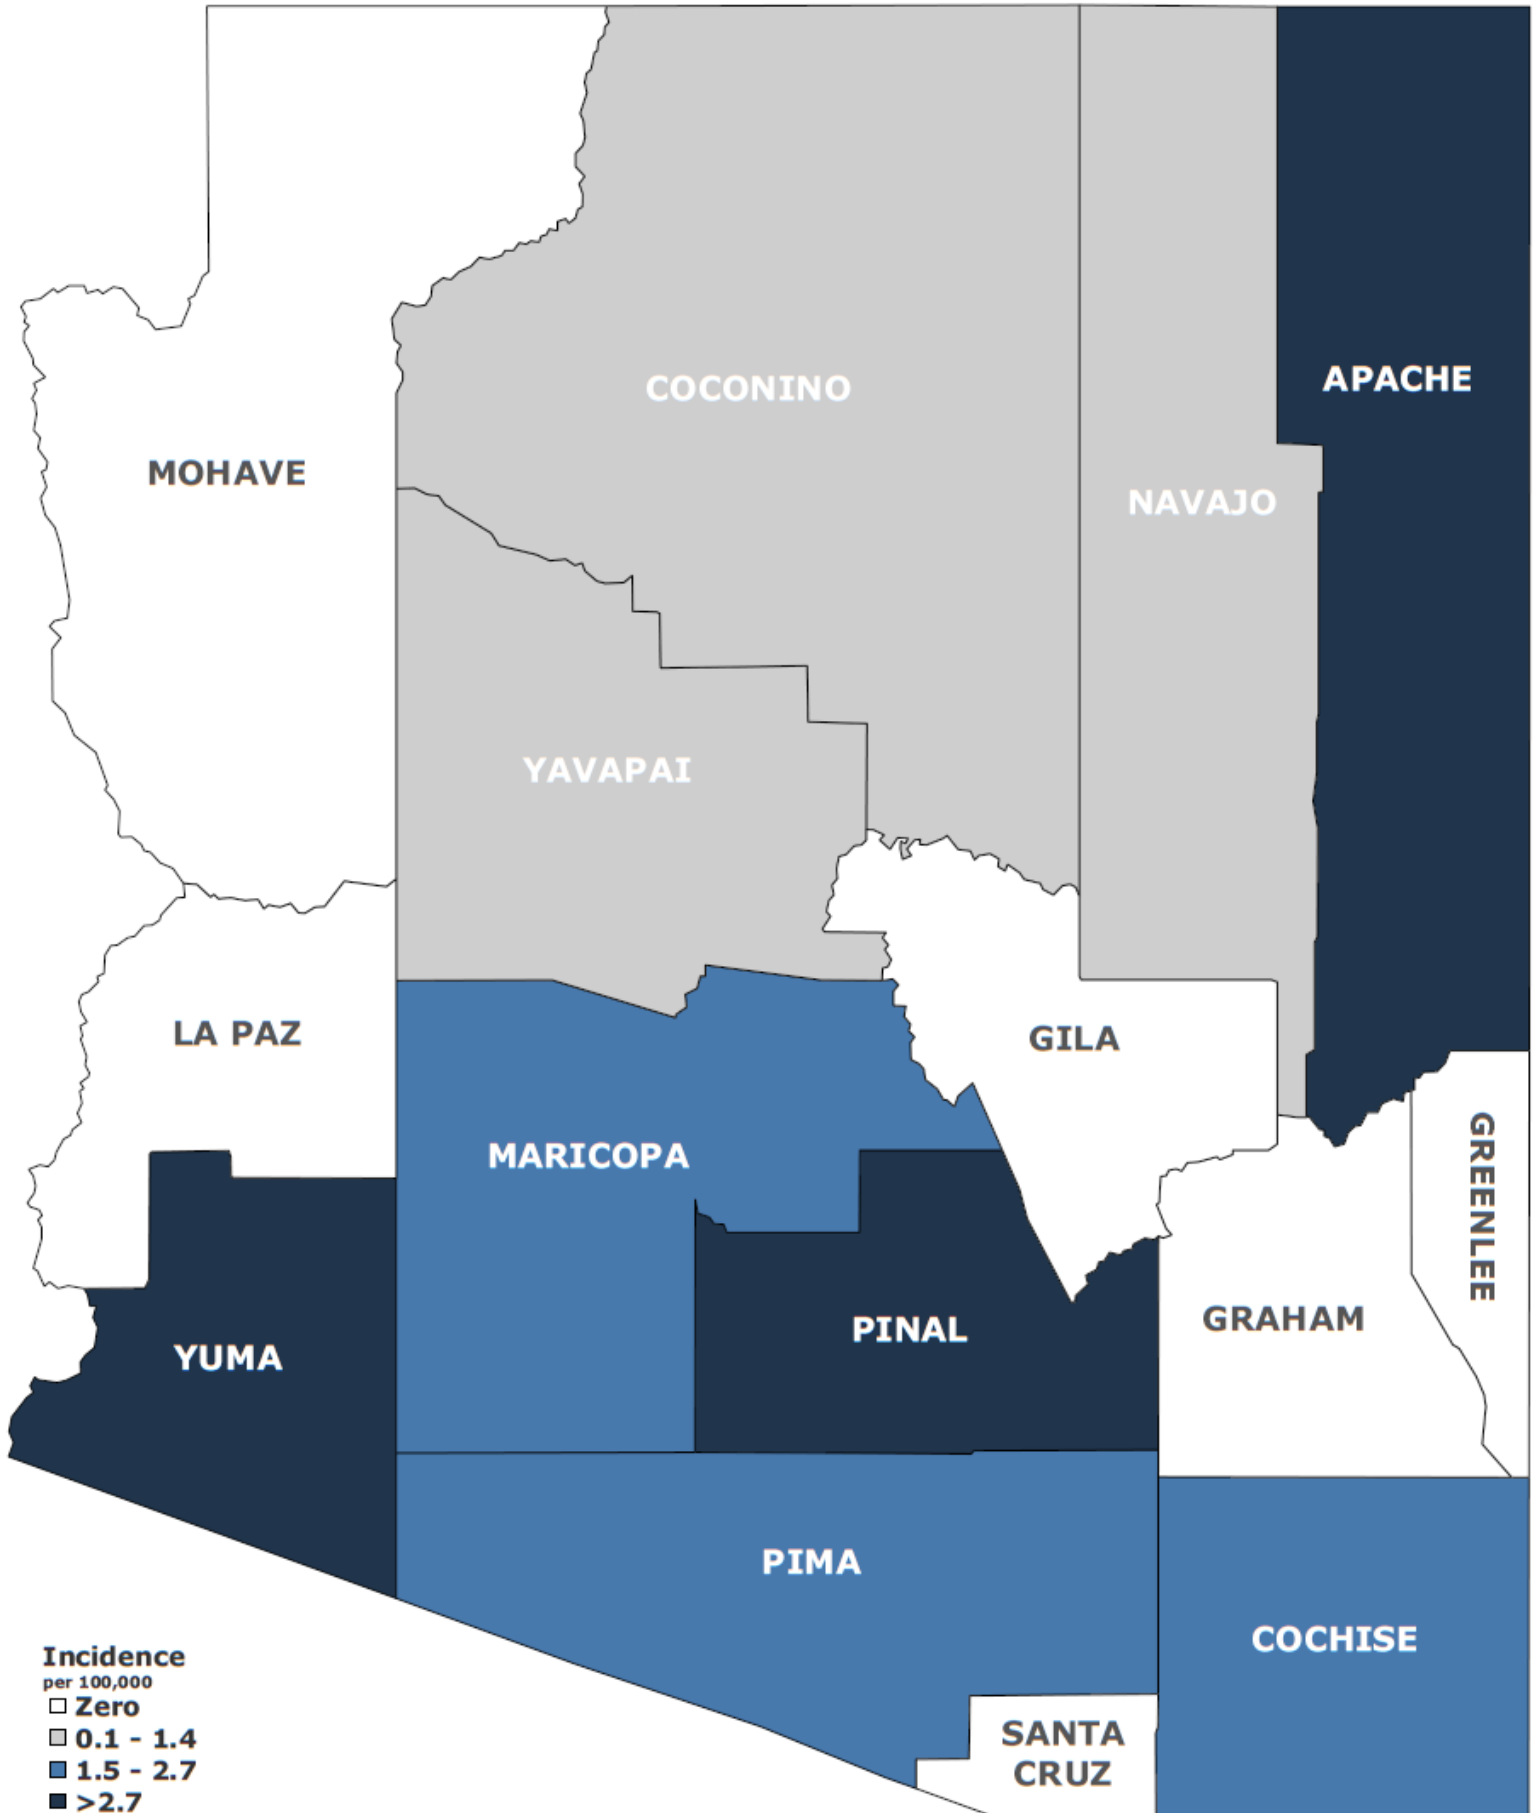 APACHE
COCONINO
MOHAVE
NAVAJO
YAVAPAI
LA PAZ
GILA
MARICOPA
GREENLEE
GRAHAM
PINAL
YUMA
PIMA
COCHISE
SANTA
CRUZ
Incidence
per 100,000
Zero
0.1 - 1.4
1.5 - 2.7
>2.7